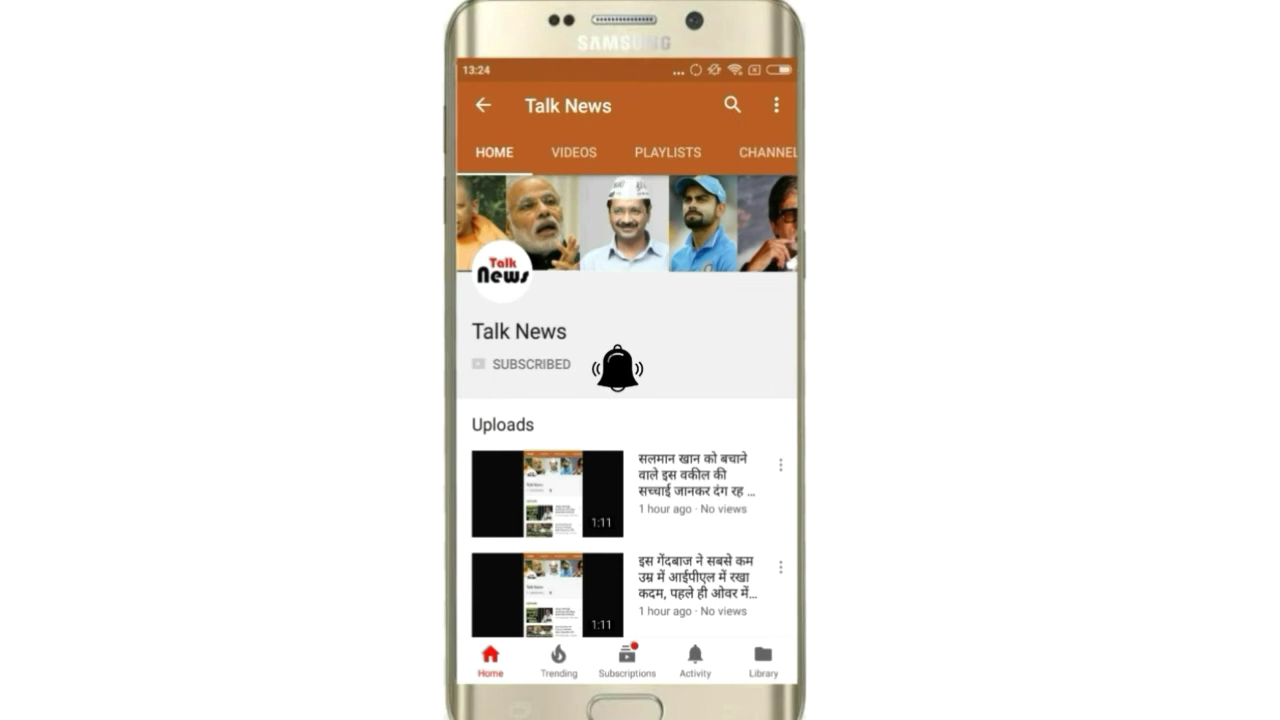 SAMSUNG
13:24
Talk News
HOME VIDEOS PLAYLISTS CHANNEL
Talk
News
Talk News
SUBSCRIBED
Uploads
सलमान खान को बचाने
वाले इस वकील की
सच्चाई जानकर दंग रह ...
1 hour ago · No views
1:11
इस गेंदबाज ने सबसे कम
उम्र में आईपीएल में रखा
कदम, पहले ही ओवर में...
1 hour ago · No views
1:11
Home Trending Subscriptions Activity Library